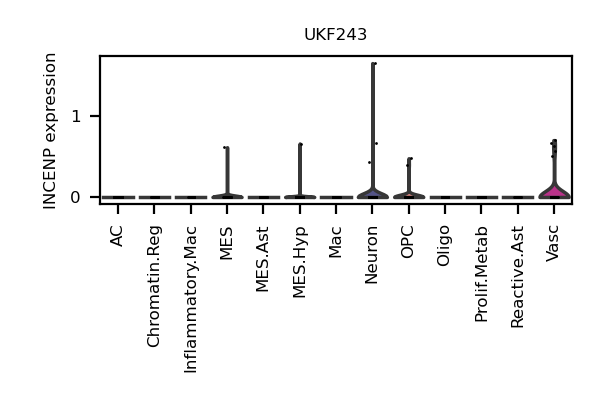 UKF243
INCENP expression
1
0
AC
Chromatin.Reg
Inflammatory.Mac
MES
MES.Ast
MES.Hyp
Mac
Neuron
OPC
Oligo
Prolif.Metab
Reactive.Ast
Vasc